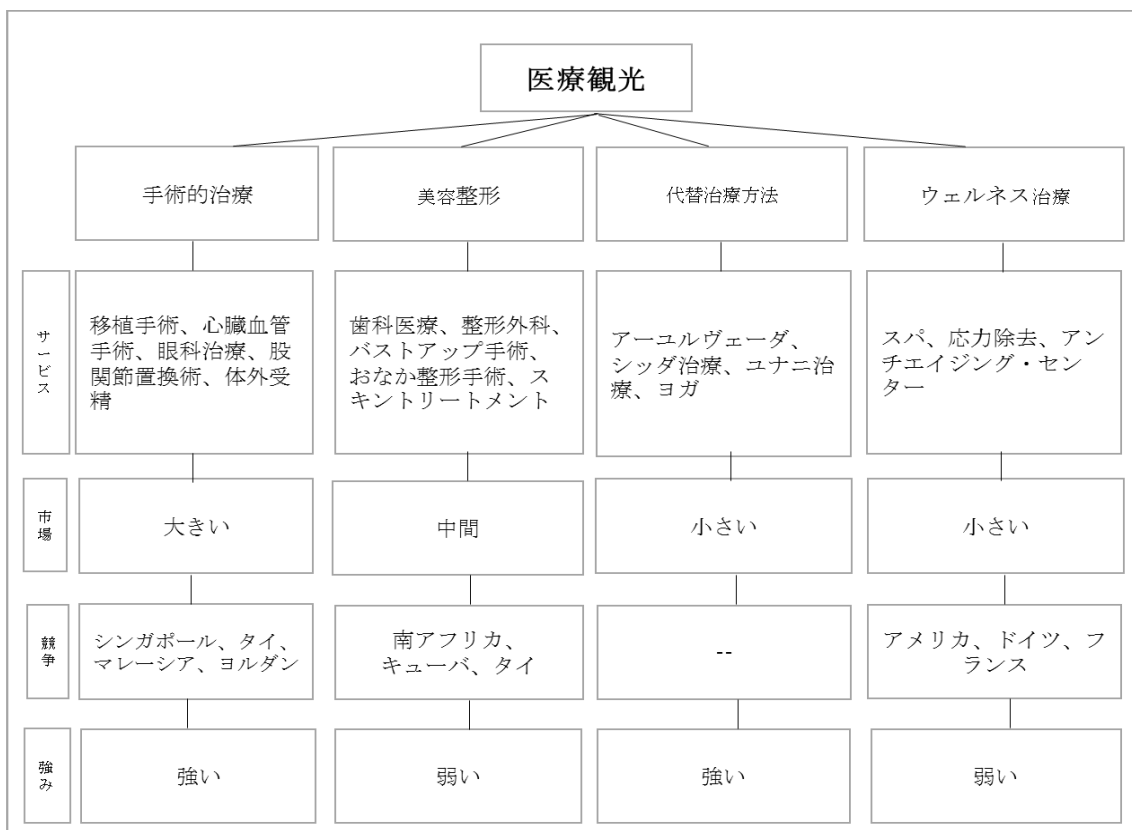 医療観光
手術的治療
美容整形
代替治療方法
ウェルネス治療
サービス
移植手術、心臓血管
手術、眼科治療、股
関節置換術、体外受
精
歯科医療、整形外科、
バストアップ手術、
おなか整形手術、ス
キントリートメント
アーユルヴェーダ、
シッダ治療、ユナニ治
療、ヨガ
スパ、応力除去、アン
チエイジング・セン
ター
市場
大きい
中間
小さい
小さい
競争
シンガポール、タイ、
マレーシア、ヨルダン
南アフリカ、
キューバ、タイ
--
アメリカ、ドイツ、フ
ランス
強み
強い
弱い
強い
弱い